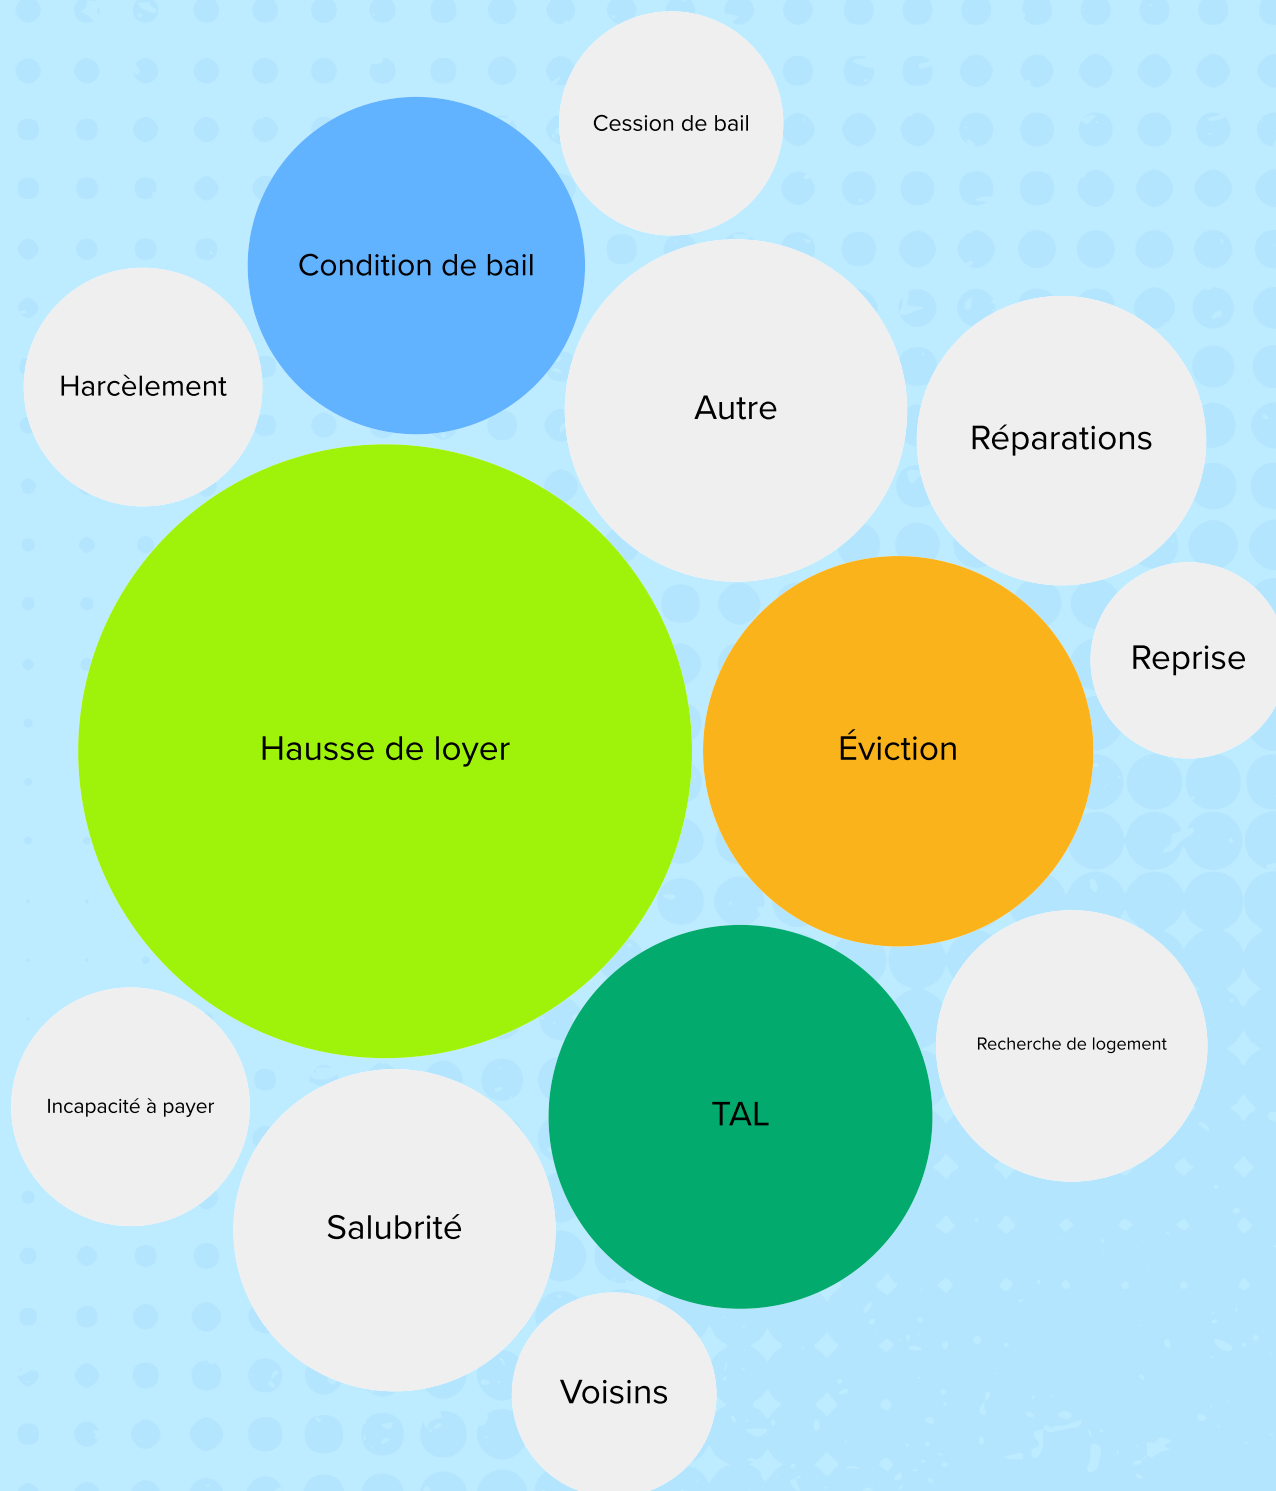 Cession de bail
Condition de bail
Harcèlement
Autre
Réparations
Reprise
Hausse de loyer
Éviction
Recherche de logement
Incapacité à payer
TAL
Salubrité
Voisins